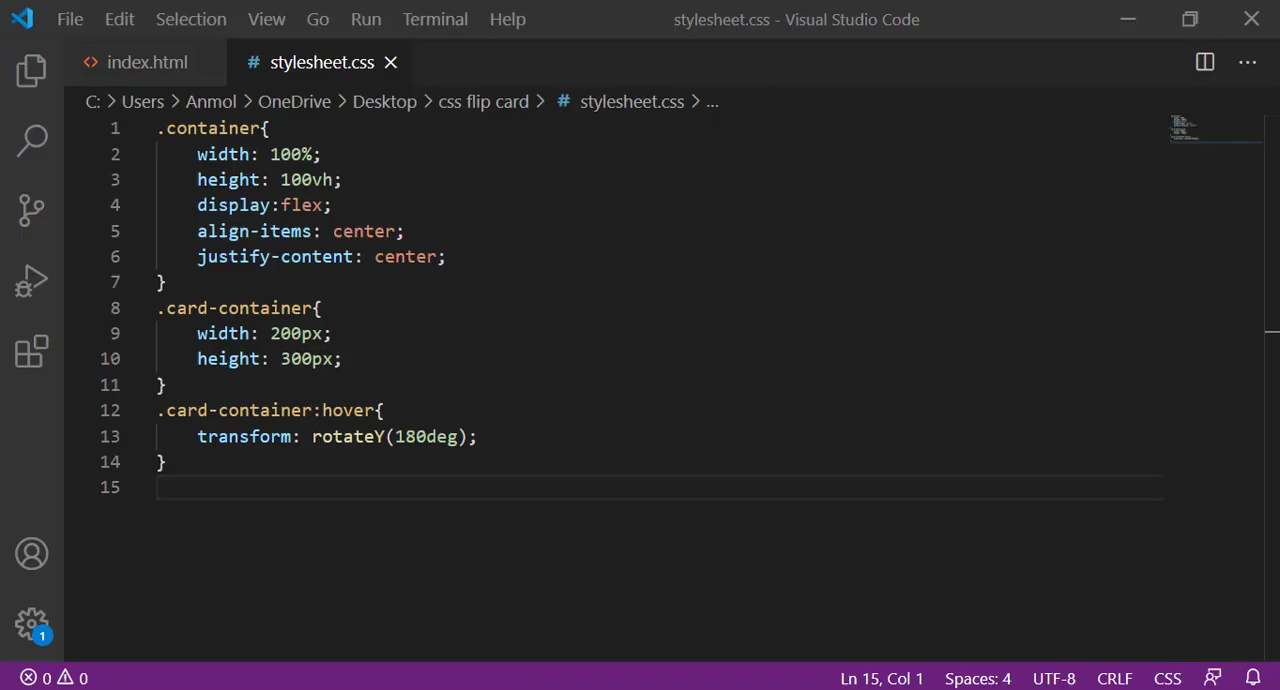 File Edit Selection View Go Run Terminal Help stylesheet.css - Visual Studio Code
<> index.html # stylesheet.css
C: > Users > Anmol > OneDrive > Desktop > css flip card > # stylesheet.css > ...
1 .container{
2 width: 100%;
3 height: 100vh;
4 display:flex;
5 align-items: center;
6 justify-content: center;
7 }
8 .card-container{
9 width: 200px;
10 height: 300px;
11 }
12 .card-container:hover{
13 transform: rotateY(180deg);
14 }
15
1
0 0 Ln 15, Col 1 Spaces: 4 UTF-8 CRLF CSS